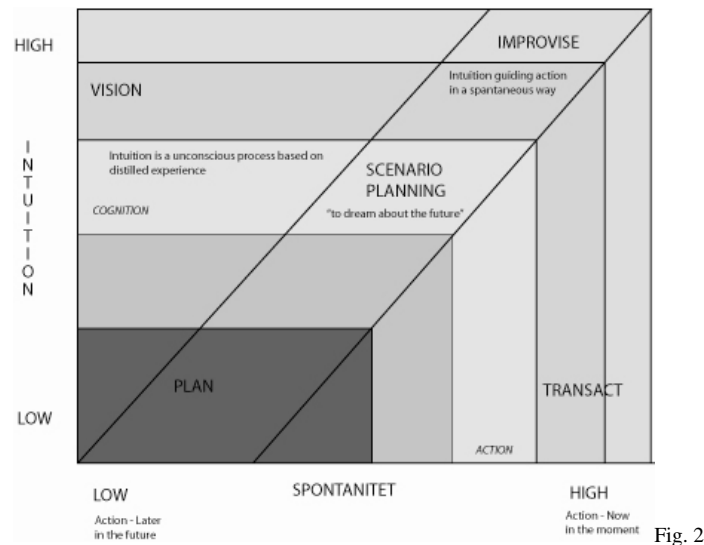 HIGH
IMPROVISE
Intuition guiding action
in a spontaneous way
VISION
INTUITION
Intuition is a unconscious process based on
distilled experience
SCENARIO
PLANNING
"to dream about the future"
COGNITION
PLAN
TRANSACT
LOW
ACTION
LOW
SPONTANITET
HIGH
Action - Later
in the future
Action - Now
in the moment
Fig. 2